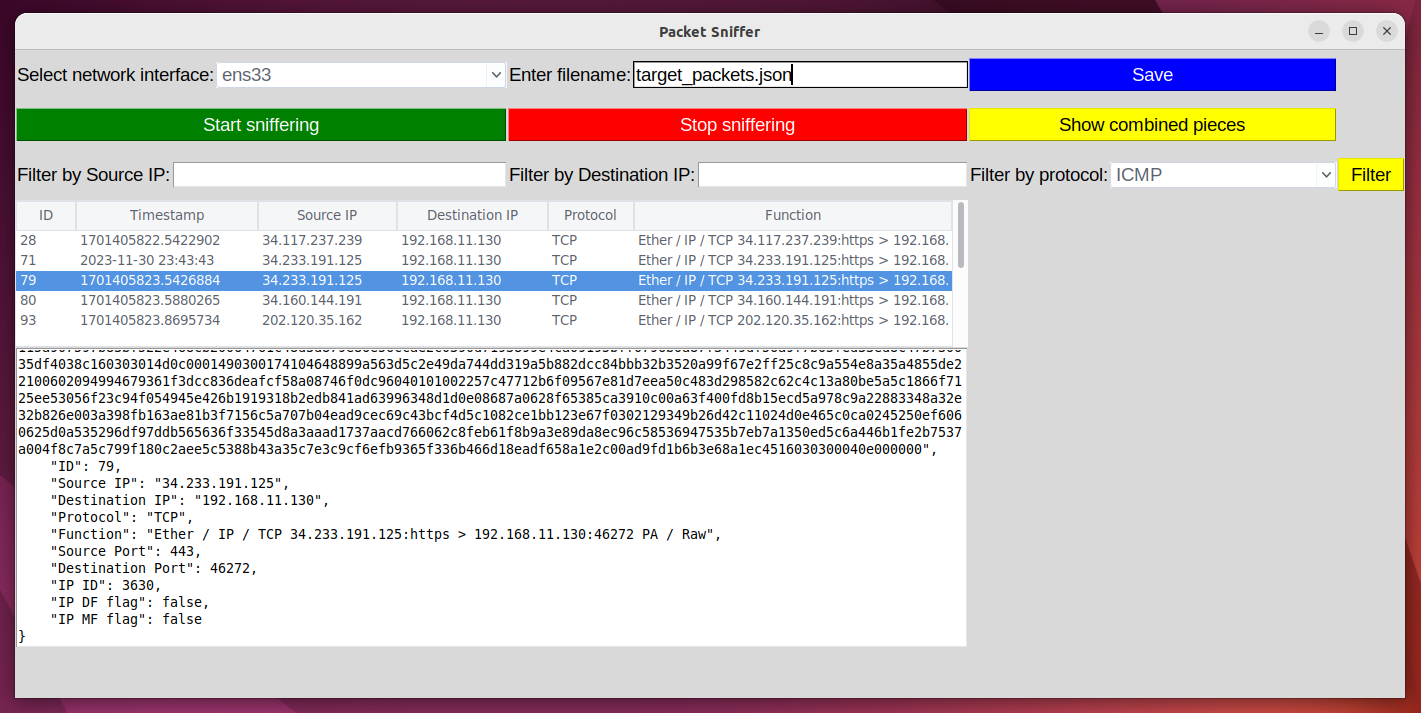 Packet Sniffer
Select network interface: ens33 Enter filename: target_packets.json Save
Start sniffering Stop sniffering Show combined pieces
Filter by Source IP: Filter by Destination IP: Filter by protocol: ICMP Filter
ID Timestamp Source IP Destination IP Protocol Function
28 1701405822.5422902 34.117.237.239 192.168.11.130 TCP Ether / IP / TCP 34.117.237.239:https > 192.168.
71 2023-11-30 23:43:43 34.233.191.125 192.168.11.130 TCP Ether / IP / TCP 34.233.191.125:https > 192.168.
79 1701405823.5426884 34.233.191.125 192.168.11.130 TCP Ether / IP / TCP 34.233.191.125:https > 192.168.
80 1701405823.5880265 34.160.144.191 192.168.11.130 TCP Ether / IP / TCP 34.160.144.191:https > 192.168.
93 1701405823.8695734 202.120.35.162 192.168.11.130 TCP Ether / IP / TCP 202.120.35.162:https > 192.168.
35df4038c160303014d0c0001490300174104648899a563d5c2e49da744dd319a5b882dcc84bbb32b3520a99f67e2ff25c8c9a554e8a35a4855de2
2100602094994679361f3dcc836deafcf58a08746f0dc96040101002257c47712b6f09567e81d7eea50c483d298582c62c4c13a80be5a5c1866f71
25ee53056f23c94f054945e426b1919318b2edb841ad63996348d1d0e08687a0628f65385ca3910c00a63f400fd8b15ecd5a978c9a22883348a32e
32b826e003a398fb163ae81b3f7156c5a707b04ead9cec69c43bcf4d5c1082ce1bb123e67f0302129349b26d42c11024d0e465c0ca0245250ef606
0625d0a535296df97ddb565636f33545d8a3aaad1737aacd766062c8feb61f8b9a3e89da8ec96c58536947535b7eb7a1350ed5c6a446b1fe2b7537
a004f8c7a5c799f180c2aee5c5388b43a35c7e3c9cf6efb9365f336b466d18eadf658a1e2c00ad9fd1b6b3e68a1ec4516030300040e000000",
"ID": 79,
"Source IP": "34.233.191.125",
"Destination IP": "192.168.11.130",
"Protocol": "TCP",
"Function": "Ether / IP / TCP 34.233.191.125:https > 192.168.11.130:46272 PA / Raw",
"Source Port": 443,
"Destination Port": 46272,
"IP ID": 3630,
"IP DF flag": false,
"IP MF flag": false
}